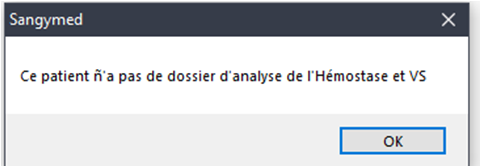 Sangymed
Ce patient ñ'a pas de dossier d'analyse de l'Hémostase et VS
OK